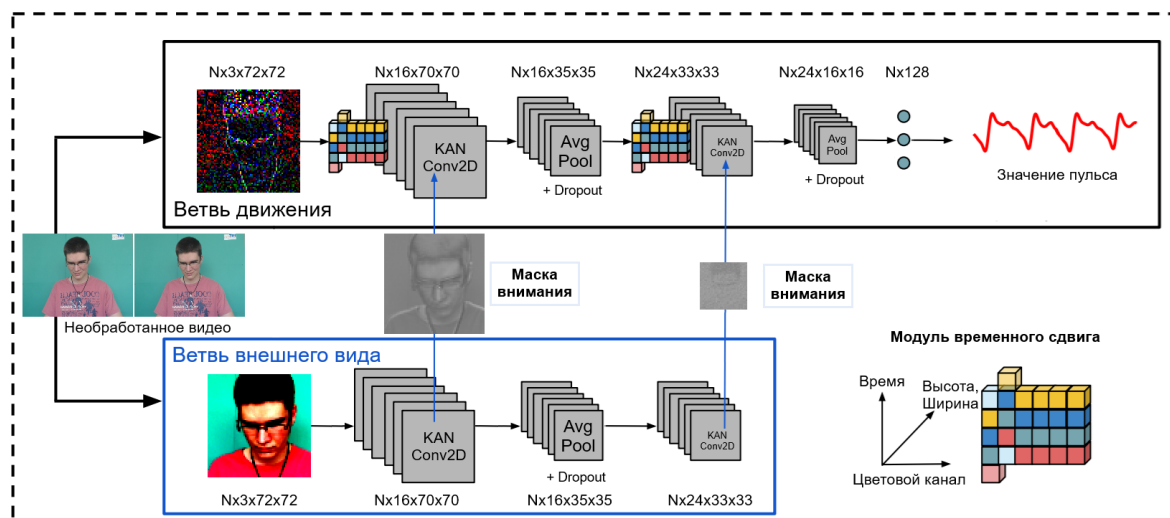 Nx3x72x72
Nx16x70x70
Nx16x35x35
Nx24x33x33
Nx24x16x16
Nx128
KAN
Conv2D
Avg
Pool
+ Dropout
KAN
Conv2D
Avg
Pool
+ Dropout
Значение пульса
Ветвь движения
Необработанное видео
Маска
внимания
Маска
внимания
Ветвь внешнего вида
KAN
Conv2D
Avg
Pool
+ Dropout
KAN
Conv2D
Nx3x72x72
Nx16x70x70
Nx16x35x35
Nx24x33x33
Модуль временного сдвига
Время
Высота,
Ширина
Цветовой канал